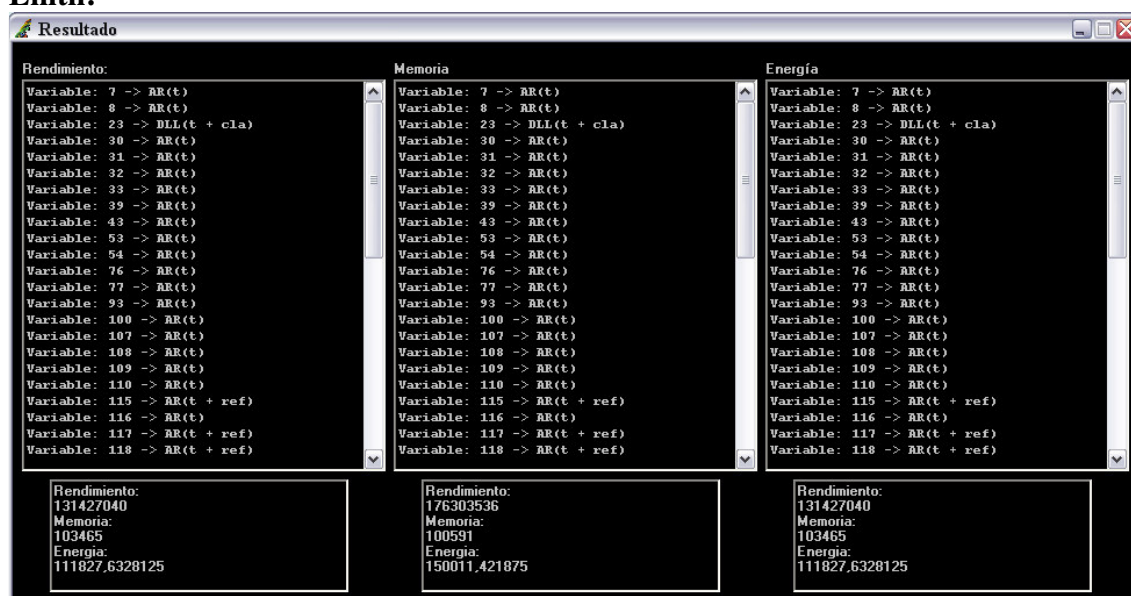 Resultado
Rendimiento:
Variable: 7 -> AR(t)
Variable: 8 -> AR(t)
Variable: 23 -> DLL(t + cla)
Variable: 30 -> AR(t)
Variable: 31 -> AR(t)
Variable: 32 -> AR(t)
Variable: 33 -> AR(t)
Variable: 39 -> AR(t)
Variable: 43 -> AR(t)
Variable: 53 -> AR(t)
Variable: 54 -> AR(t)
Variable: 76 -> AR(t)
Variable: 77 -> AR(t)
Variable: 93 -> AR(t)
Variable: 100 -> AR(t)
Variable: 107 -> AR(t)
Variable: 108 -> AR(t)
Variable: 109 -> AR(t)
Variable: 110 -> AR(t)
Variable: 115 -> AR(t + ref)
Variable: 116 -> AR(t)
Variable: 117 -> AR(t + ref)
Variable: 118 -> AR(t + ref)
Rendimiento:
131427040
Memoria:
103465
Energia:
111827,6328125
Memoria
Variable: 7 -> AR(t)
Variable: 8 -> AR(t)
Variable: 23 -> DLL(t + cla)
Variable: 30 -> AR(t)
Variable: 31 -> AR(t)
Variable: 32 -> AR(t)
Variable: 33 -> AR(t)
Variable: 39 -> AR(t)
Variable: 43 -> AR(t)
Variable: 53 -> AR(t)
Variable: 54 -> AR(t)
Variable: 76 -> AR(t)
Variable: 77 -> AR(t)
Variable: 93 -> AR(t)
Variable: 100 -> AR(t)
Variable: 107 -> AR(t)
Variable: 108 -> AR(t)
Variable: 109 -> AR(t)
Variable: 110 -> AR(t)
Variable: 115 -> AR(t + ref)
Variable: 116 -> AR(t)
Variable: 117 -> AR(t + ref)
Variable: 118 -> AR(t + ref)
Rendimiento:
176303536
Memoria:
100591
Energia:
150011,421875
Energía
Variable: 7 -> AR(t)
Variable: 8 -> AR(t)
Variable: 23 -> DLL(t + cla)
Variable: 30 -> AR(t)
Variable: 31 -> AR(t)
Variable: 32 -> AR(t)
Variable: 33 -> AR(t)
Variable: 39 -> AR(t)
Variable: 43 -> AR(t)
Variable: 53 -> AR(t)
Variable: 54 -> AR(t)
Variable: 76 -> AR(t)
Variable: 77 -> AR(t)
Variable: 93 -> AR(t)
Variable: 100 -> AR(t)
Variable: 107 -> AR(t)
Variable: 108 -> AR(t)
Variable: 109 -> AR(t)
Variable: 110 -> AR(t)
Variable: 115 -> AR(t + ref)
Variable: 116 -> AR(t)
Variable: 117 -> AR(t + ref)
Variable: 118 -> AR(t + ref)
Rendimiento:
131427040
Memoria:
103465
Energia:
111827,6328125